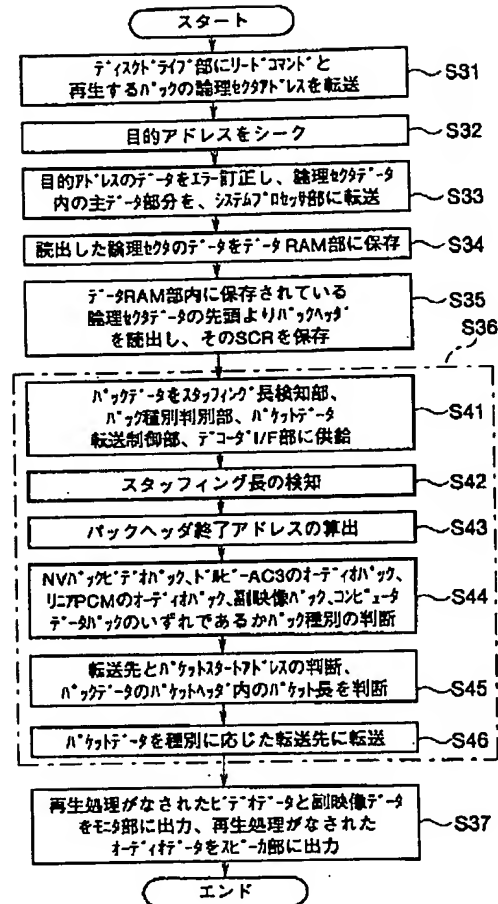 スタート
ディスクドライブ部にリードコマンドと
再生するパックの論理セクタアドレスを転送
S31
目的アドレスをシーク
S32
目的アドレスのデータをエラー訂正し、論理セクタデータ
内の主データ部分を、システムプロセッサ部に転送
S33
読出した論理セクタのデータをデータRAM部に保存
S34
データRAM部内に保存されている
論理セクタデータの先頭よりパックヘッダ
を読出し、そのSCRを保存
S35
S36
パックデータをスタッフィング長検知部、
パック種別判別部、パケットデータ
転送制御部、デコーダI/F部に供給
S41
スタッフィング長の検知
S42
パックヘッダ終了アドレスの算出
S43
NVパックビデオパック、ドルビーAC3のオーディオパック、
リニアPCMのオーディオパック、副映像パック、コンピュータ
データパックのいずれであるかパック種別の判断
S44
転送先とパケットスタートアドレスの判断、
パックデータのパケットヘッダ内のパケット長を判断
S45
パケットデータを種別に応じた転送先に転送
S46
再生処理がなされたビデオデータと副映像データ
をモニタ部に出力、再生処理がなされた
オーディオデータをスピーカ部に出力
S37
エンド